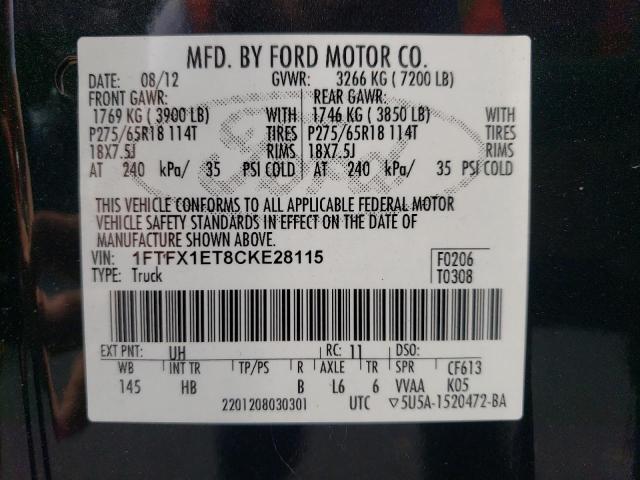 MFD. BY FORD MOTOR CO.
DATE: 08/12 GVWR: 3266 KG ( 7200 LB)
FRONT GAWR: REAR GAWR:
1769 KG ( 3900 LB) WITH 1746 KG ( 3850 LB) WITH
P275/65R18 114T TIRES P275/65R18 114T TIRES
18X7.5J RIMS 18X7.5J RIMS
AT 240 kPa/ 35 PSI COLD AT 240 kPa/ 35 PSI COLD
Ford
THIS VEHICLE CONFORMS TO ALL APPLICABLE FEDERAL MOTOR
VEHICLE SAFETY STANDARDS IN EFFECT ON THE DATE OF
MANUFACTURE SHOWN ABOVE.
VIN: 1FTFX1ET8CKE28115 F0206
TYPE: Truck T0308
EXT PNT: UH RC: 11 DSO:
WB INT TR TP/PS R AXLE TR SPR CF613
145 HB B L6 6 VVAA K05
2201208030301 UTC ▽5U5A-1520472-BA